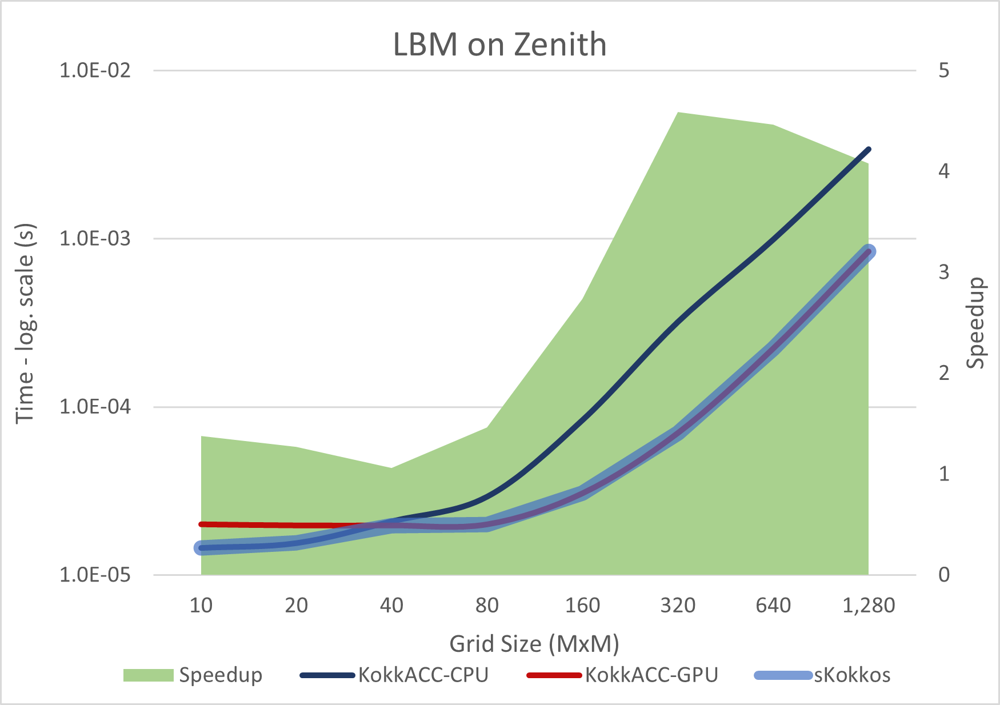 LBM on Zenith
1.0E-02
1.0E-03
1.0E-04
1.0E-05
Time - log. scale (s)
5
4
3
2
1
0
Speedup
10 20 40 80 160 320 640 1,280
Grid Size (MxM)
Speedup KokkACC-CPU KokkACC-GPU sKokkos